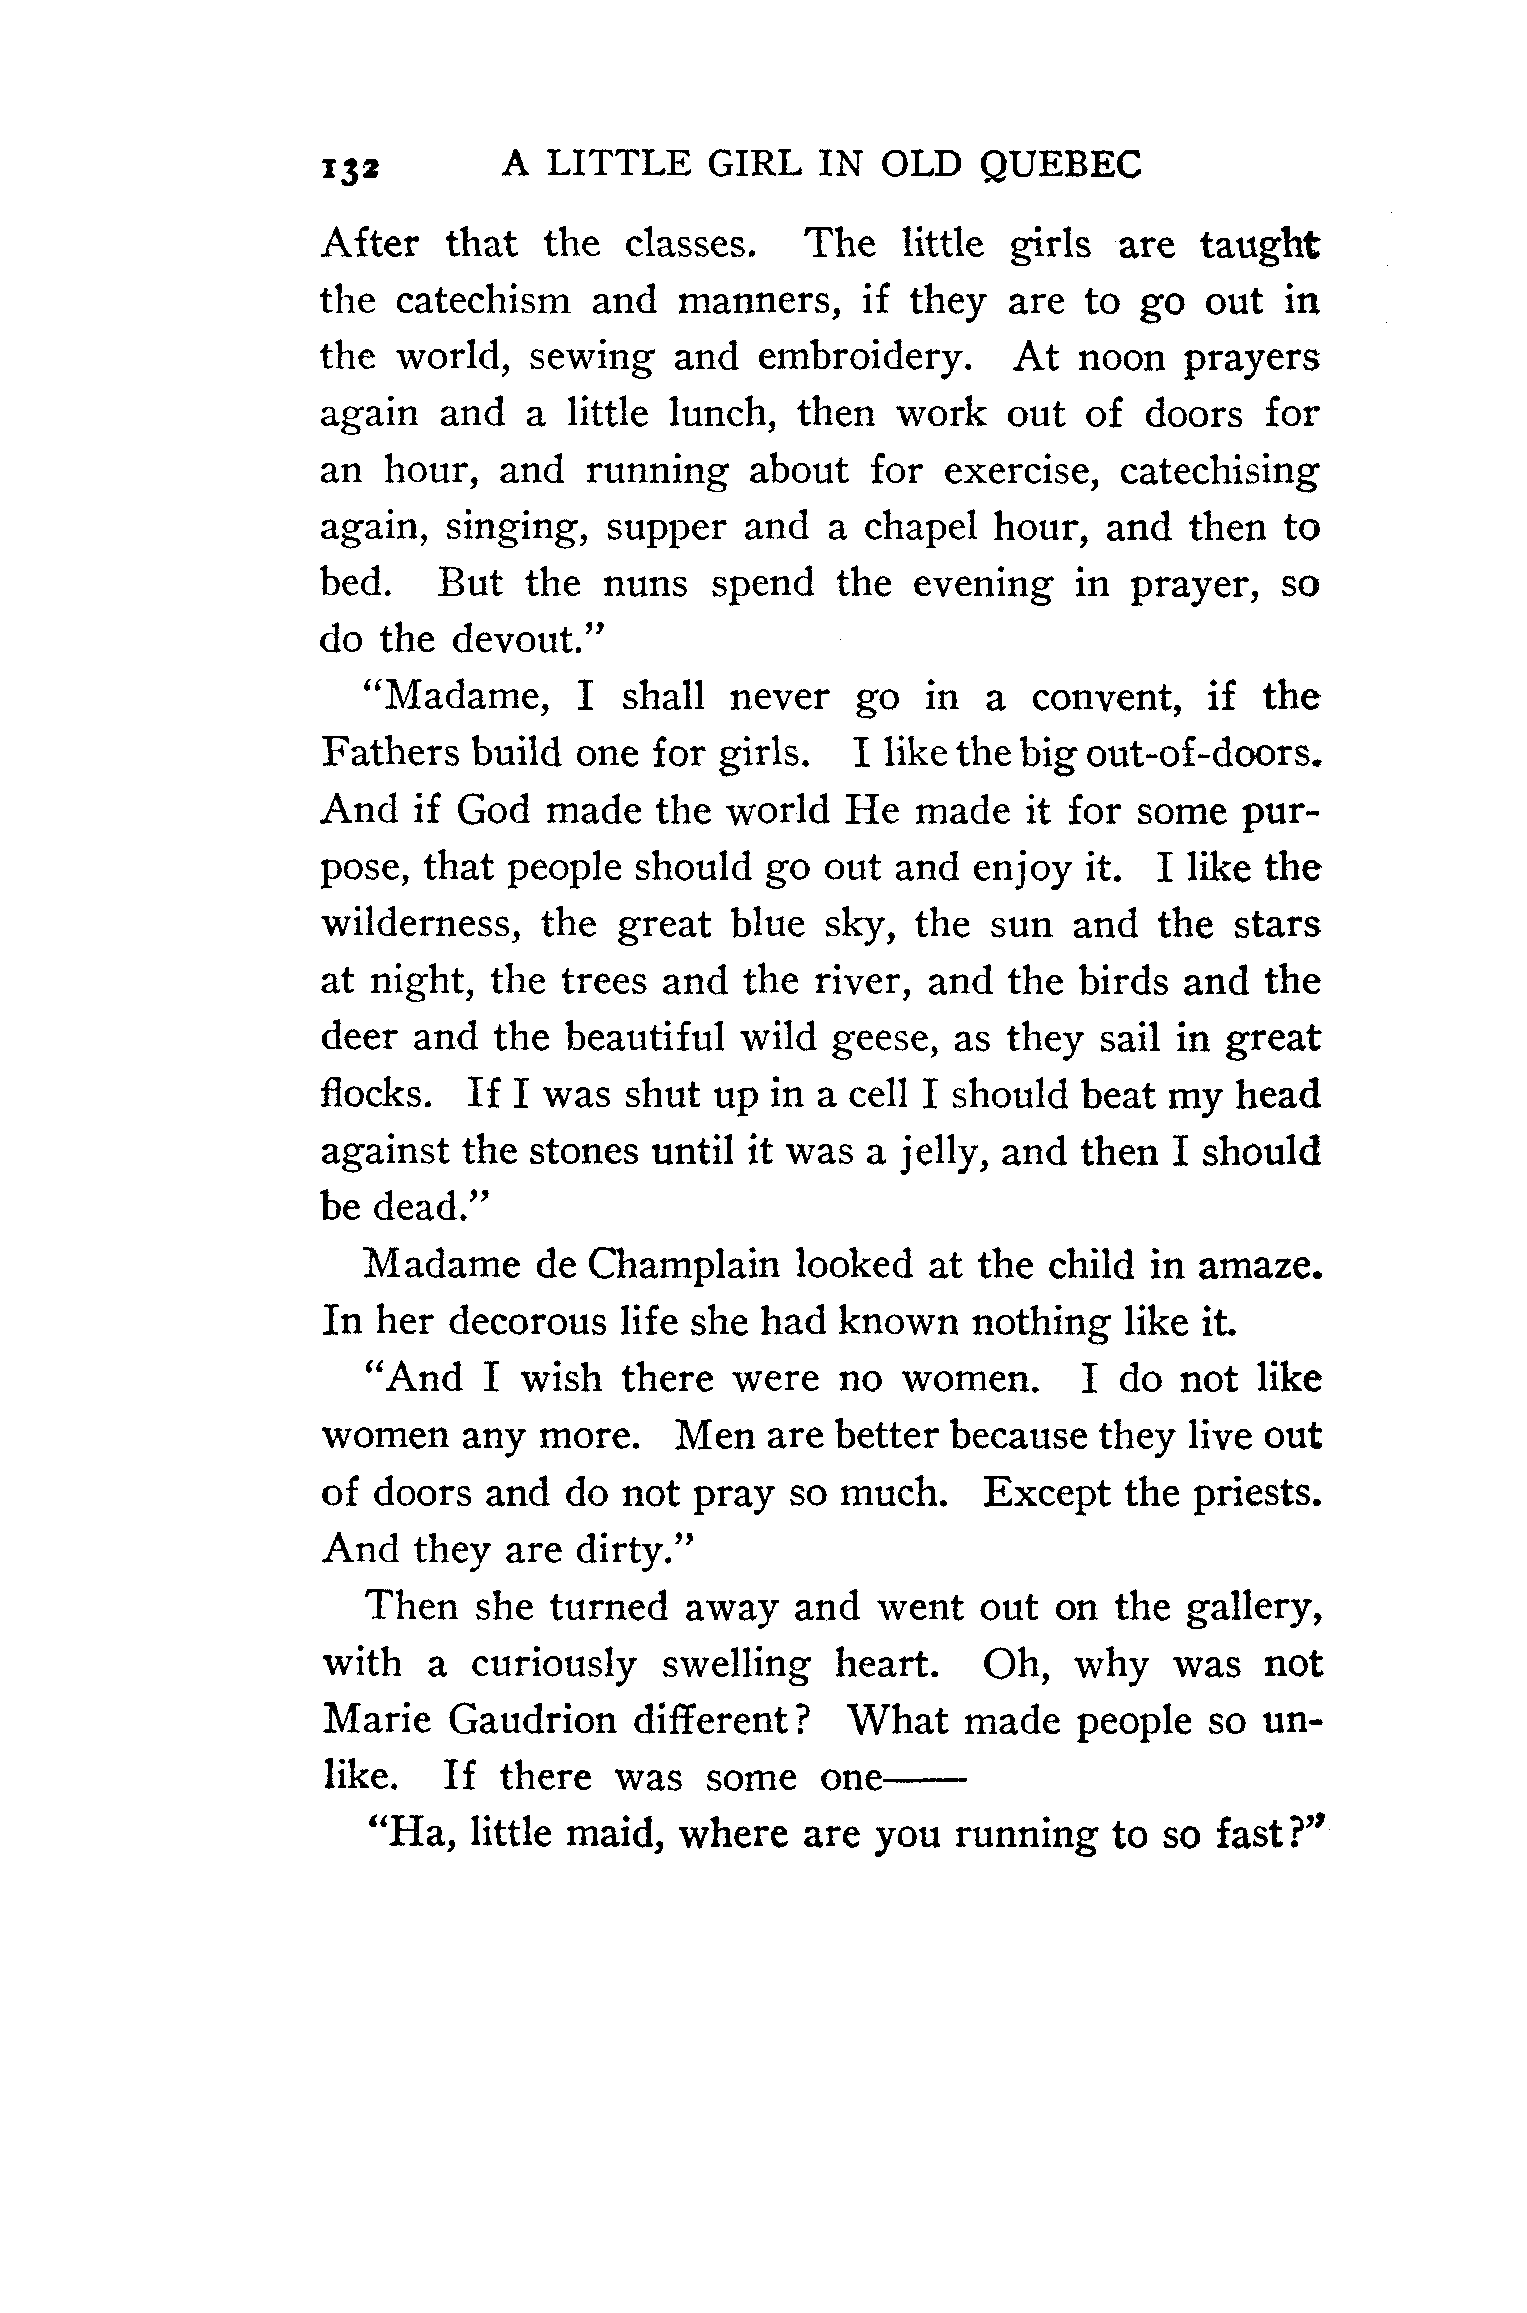 132 A LITTLE GIRL IN OLD QUEBEC
After that the classes. The little girls are taught
the catechism and manners, if they are to go out in
the world, sewing and embroidery. At noon prayers
again and a little lunch, then work out of doors for
an hour, and running about for exercise, catechising
again, singing, supper and a chapel hour, and then to
bed. But the nuns spend the evening in prayer, so
do the devout.”
“Madame, I shall never go in a convent, if the
Fathers build one for girls. I like the big out-of-doors.
And if God made the world He made it for some pur-
pose, that people should go out and enjoy it. I like the
wilderness, the great blue sky, the sun and the stars
at night, the trees and the river, and the birds and the
deer and the beautiful wild geese, as they sail in great
flocks. If I was shut up in a cell I should beat my head
against the stones until it was a jelly, and then I should
be dead.”
Madame de Champlain looked at the child in amaze.
In her decorous life she had known nothing like it.
“And I wish there were no women. I do not like
women any more. Men are better because they live out
of doors and do not pray so much. Except the priests.
And they are dirty.”
Then she turned away and went out on the gallery,
with a curiously swelling heart. Oh, why was not
Marie Gaudrion different? What made people so un-
like. If there was some one——
“Ha, little maid, where are you running to so fast?”